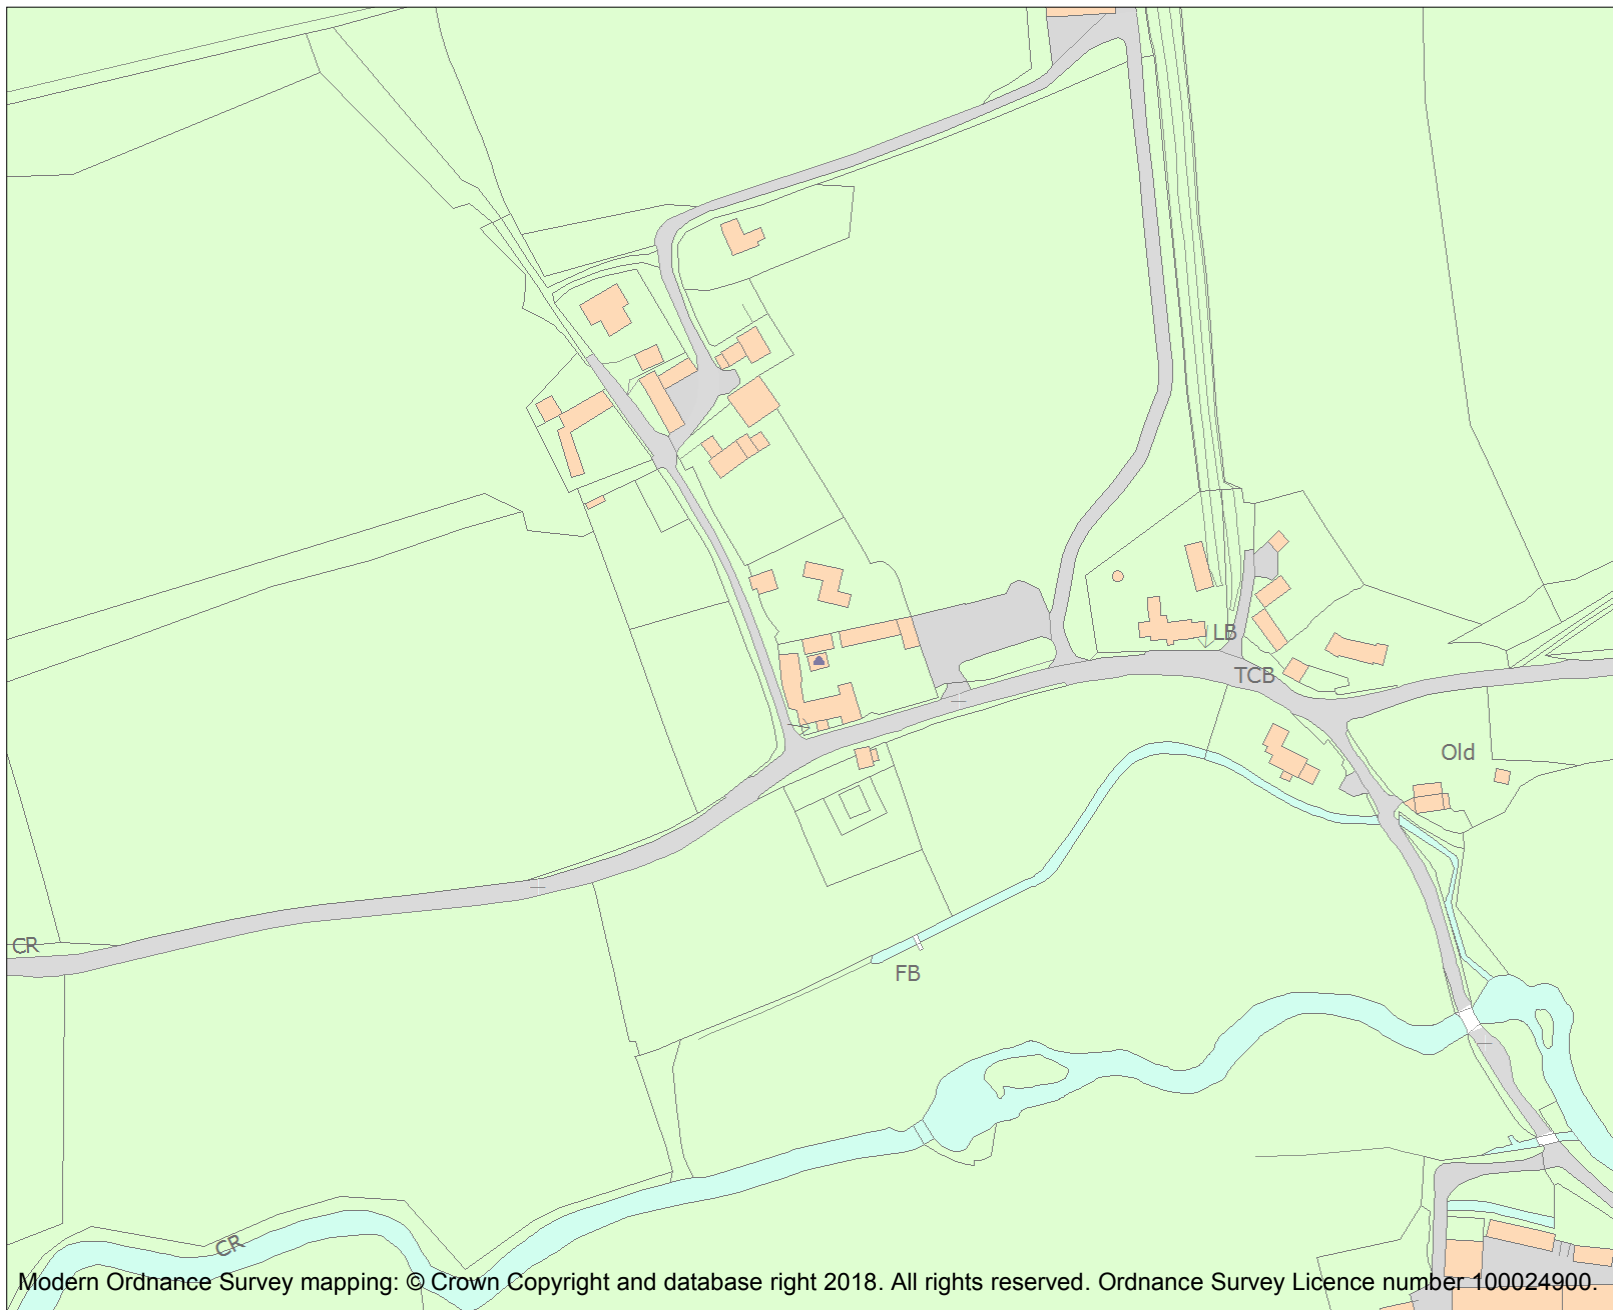 LB
TCB
Old
CR
FB
CR
Modern Ordnance Survey mapping: © Crown Copyright and database right 2018. All rights reserved. Ordnance Survey Licence number 100024900.